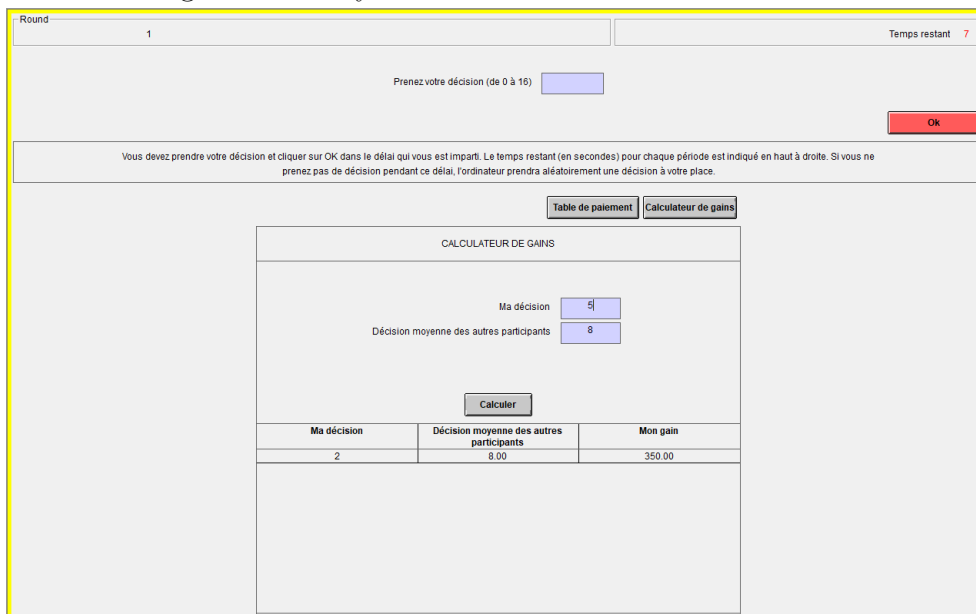 Round
1
Temps restant 7
Prenez votre décision (de 0 à 16)
Ok
Vous devez prendre votre décision et cliquer sur OK dans le délai qui vous est imparti. Le temps restant (en secondes) pour chaque période est indiqué en haut à droite. Si vous ne
prenez pas de décision pendant ce délai, l'ordinateur prendra aléatoirement une décision à votre place.
Table de paiement Calculateur de gains
CALCULATEUR DE GAINS
Ma décision 5
Décision moyenne des autres participants 8
Calculer
Ma décision Décision moyenne des autres participants Mon gain
2 8.00 350.00